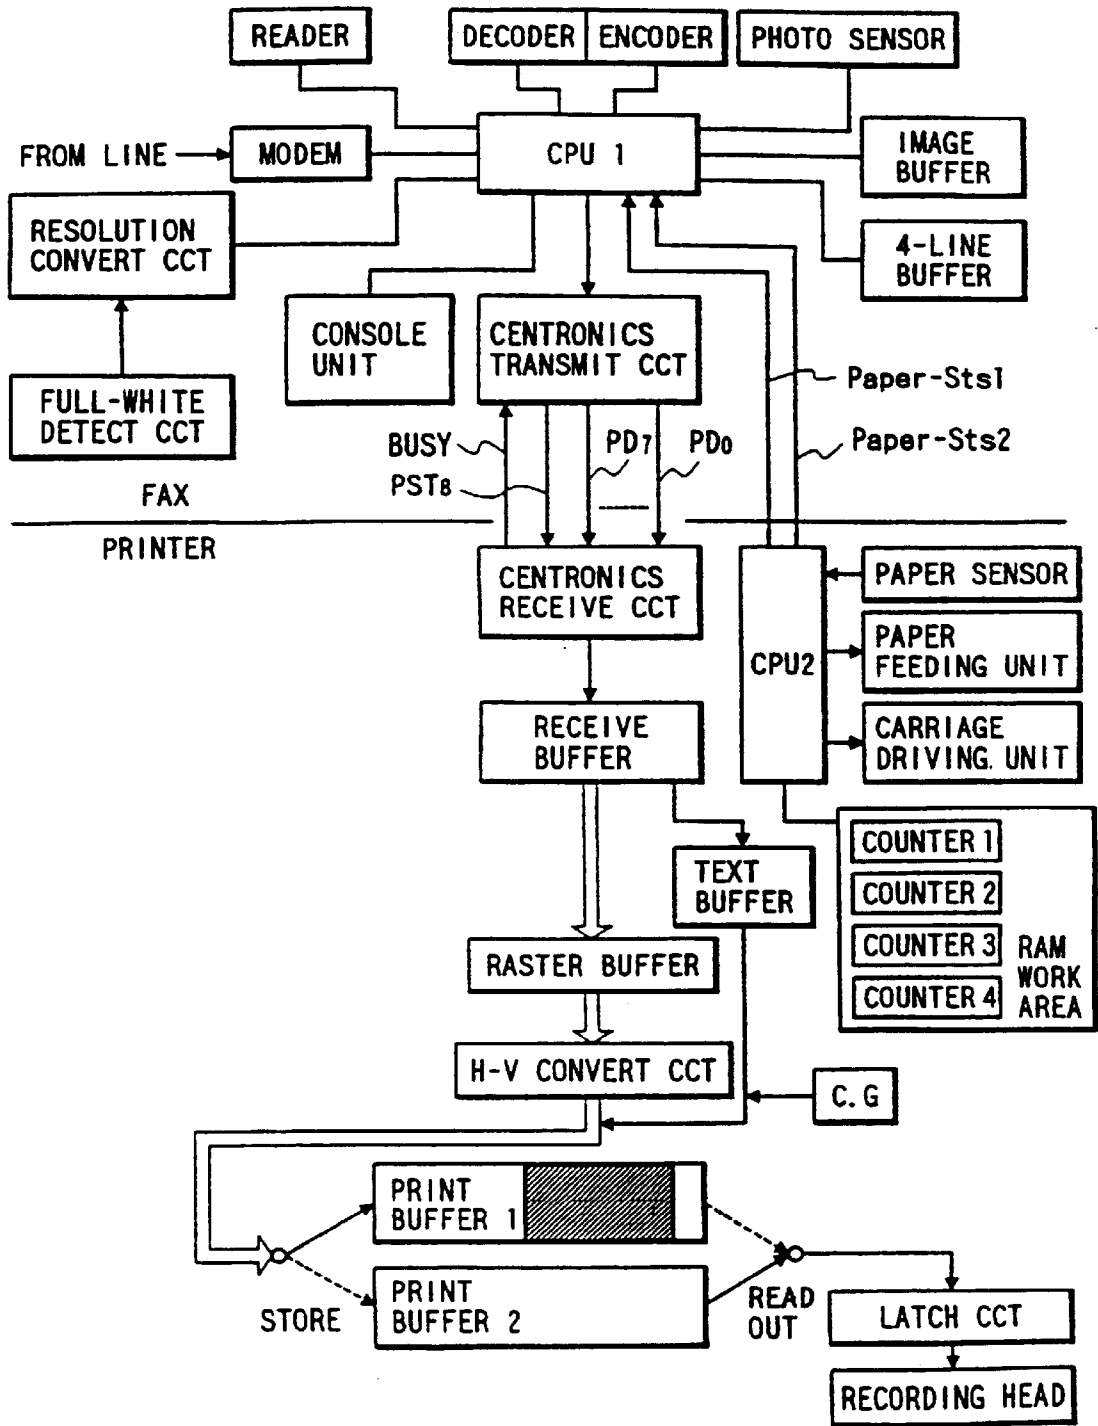 READER
DECODER
ENCODER
PHOTO SENSOR
FROM LINE
MODEM
CPU 1
IMAGE
BUFFER
RESOLUTION
CONVERT CCT
4-LINE
BUFFER
CONSOLE
UNIT
CENTRONICS
TRANSMIT CCT
Paper-Sts1
FULL-WHITE
DETECT CCT
BUSY
PD7
PD0
Paper-Sts2
PSTB
FAX
PRINTER
CENTRONICS
RECEIVE CCT
CPU2
PAPER SENSOR
PAPER
FEEDING UNIT
RECEIVE
BUFFER
CARRIAGE
DRIVING. UNIT
TEXT
BUFFER
COUNTER 1
COUNTER 2
COUNTER 3
COUNTER 4
RAM
WORK
AREA
RASTER BUFFER
H-V CONVERT CCT
C.G
PRINT
BUFFER 1
PRINT
BUFFER 2
STORE
READ
OUT
LATCH CCT
RECORDING HEAD